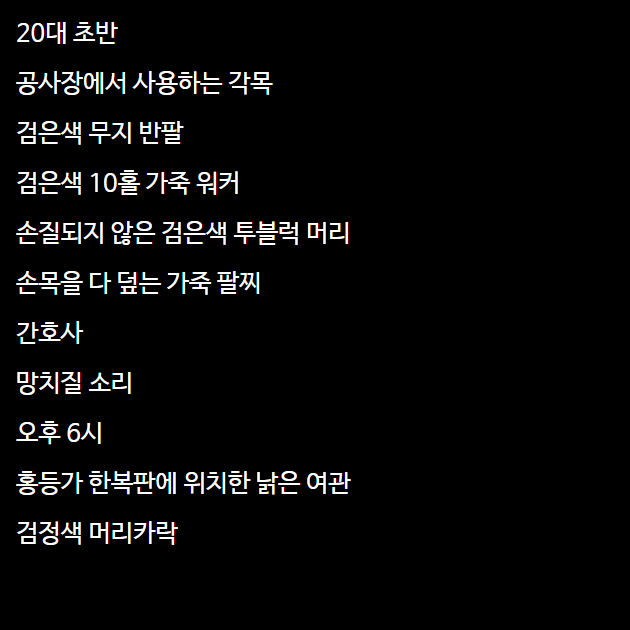 20대 초반
공사장에서 사용하는 각목
검은색 무지 반팔
검은색 10홀 가죽 워커
손질되지 않은 검은색 투블럭 머리
손목을 다 덮는 가죽 팔찌
간호사
망치질 소리
오후 6시
홍등가 한복판에 위치한 낡은 여관
검정색 머리카락